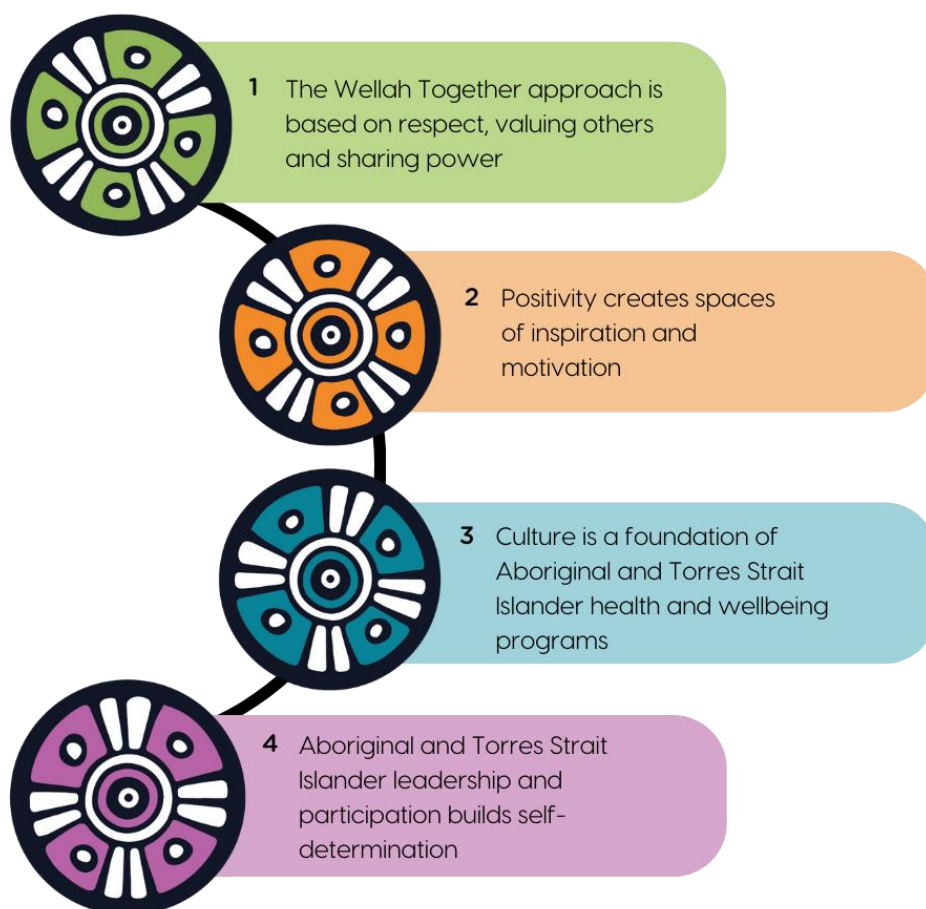 1 The Wellah Together approach is
based on respect, valuing others
and sharing power
2 Positivity creates spaces
of inspiration and
motivation
3 Culture is a foundation of
Aboriginal and Torres Strait
Islander health and wellbeing
programs
4 Aboriginal and Torres Strait
Islander leadership and
participation builds self-
determination